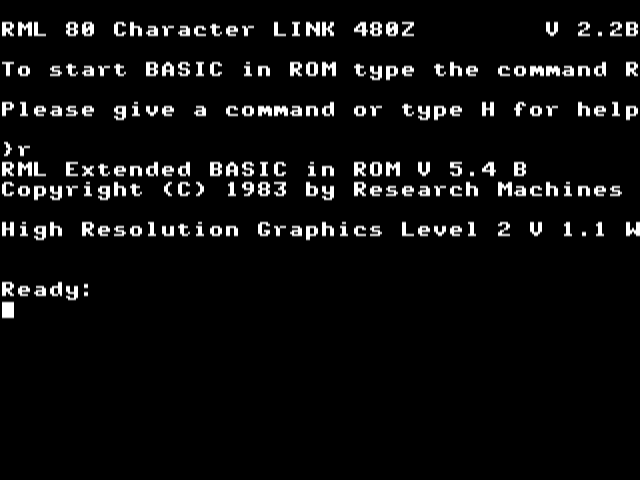 RML 80 Character LINK 480Z V 2.2B
To start BASIC in ROM type the command R
Please give a command or type H for help
}r
RML Extended BASIC in ROM V 5.4 B
Copyright (C) 1983 by Research Machines
High Resolution Graphics Level 2 V 1.1 W
Ready: